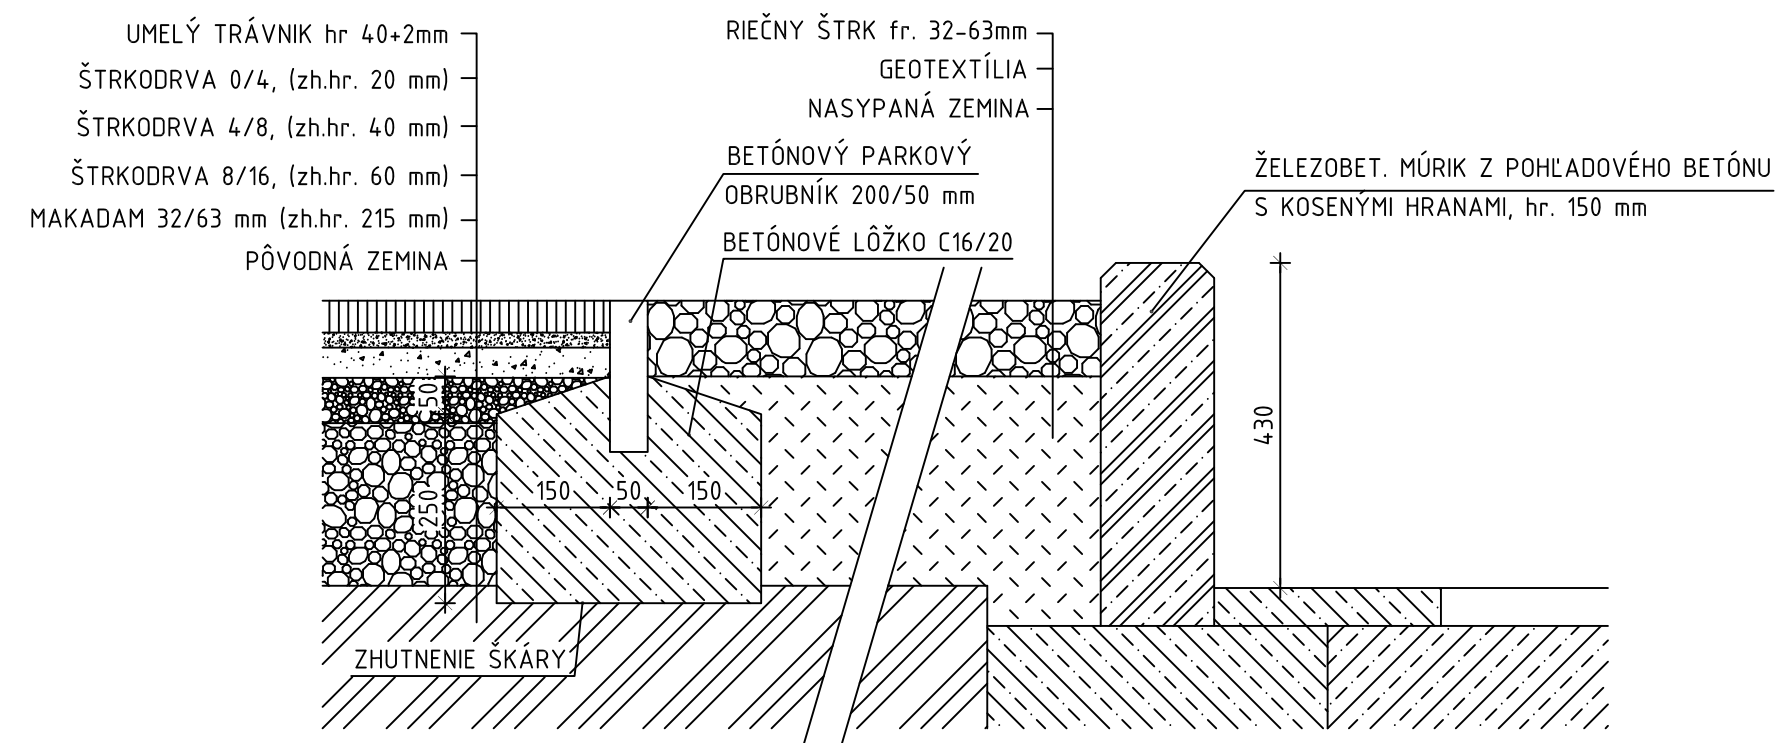 UMELÝ TRÁVNIK hr 40+2mm
ŠTRKODRVA 0/4, (zh.hr. 20 mm)
ŠTRKODRVA 4/8, (zh.hr. 40 mm)
ŠTRKODRVA 8/16, (zh.hr. 60 mm)
MAKADAM 32/63 mm (zh.hr. 215 mm)
PÔVODNÁ ZEMINA
RIEČNY ŠTRK fr. 32-63mm
GEOTEXTÍLIA
NASYPANÁ ZEMINA
BETÓNOVÝ PARKOVÝ
OBRUBNÍK 200/50 mm
BETÓNOVÉ LÔŽKO C16/20
ŽELEZOBET. MÚRIK Z POHĽADOVÉHO BETÓNU
S KOSENÝMI HRANAMI, hr. 150 mm
50
250
150
50
150
430
ZHUTNENIE ŠKÁRY